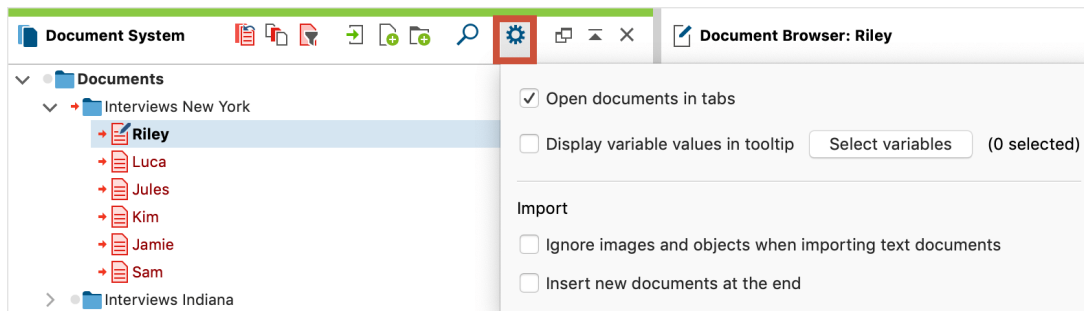 Document System
Document Browser: Riley
Documents
Interviews New York
Riley
Luca
Jules
Kim
Jamie
Sam
Interviews Indiana
Open documents in tabs
Display variable values in tooltip Select variables (0 selected)
Import
Ignore images and objects when importing text documents
Insert new documents at the end